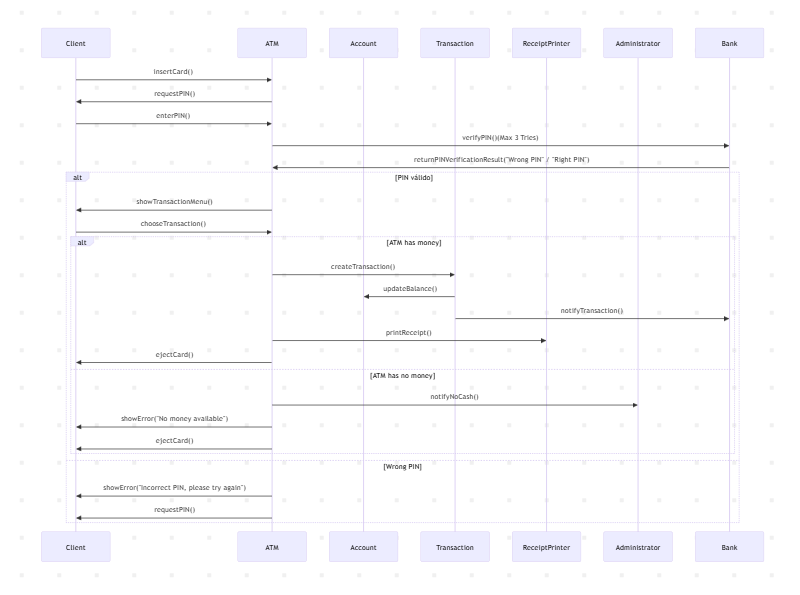 Client ATM Account Transaction ReceiptPrinter Administrator Bank
insertCard()
requestPIN()
enterPIN()
verifyPIN()(Max 3 Tries)
returnPINVerificationResult("Wrong PIN" / "Right PIN")
alt [PIN válido]
showTransactionMenu()
chooseTransaction()
alt [ATM has money]
createTransaction()
updateBalance()
notifyTransaction()
printReceipt()
ejectCard()
[ATM has no money]
notifyNoCash()
showError("No money available")
ejectCard()
[Wrong PIN]
showError("Incorrect PIN, please try again")
requestPIN()
Client ATM Account Transaction ReceiptPrinter Administrator Bank